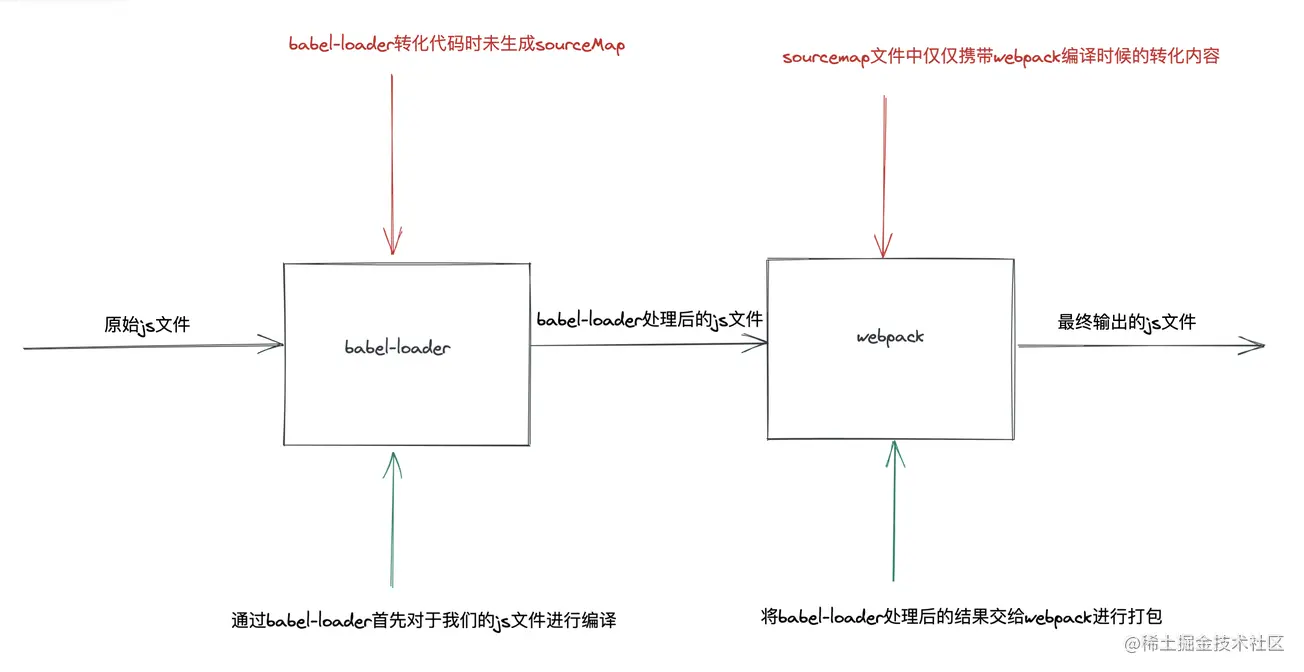 babel-loader转化代码时未生成sourceMap
sourcemap文件中仅仅携带webpack编译时候的转化内容
原始js文件
babel-loader
babel-loader处理后的js文件
webpack
最终输出的js文件
通过babel-loader首先对于我们的js文件进行编译
将babel-loader处理后的结果交给webpack进行打包
@稀土掘金技术社区